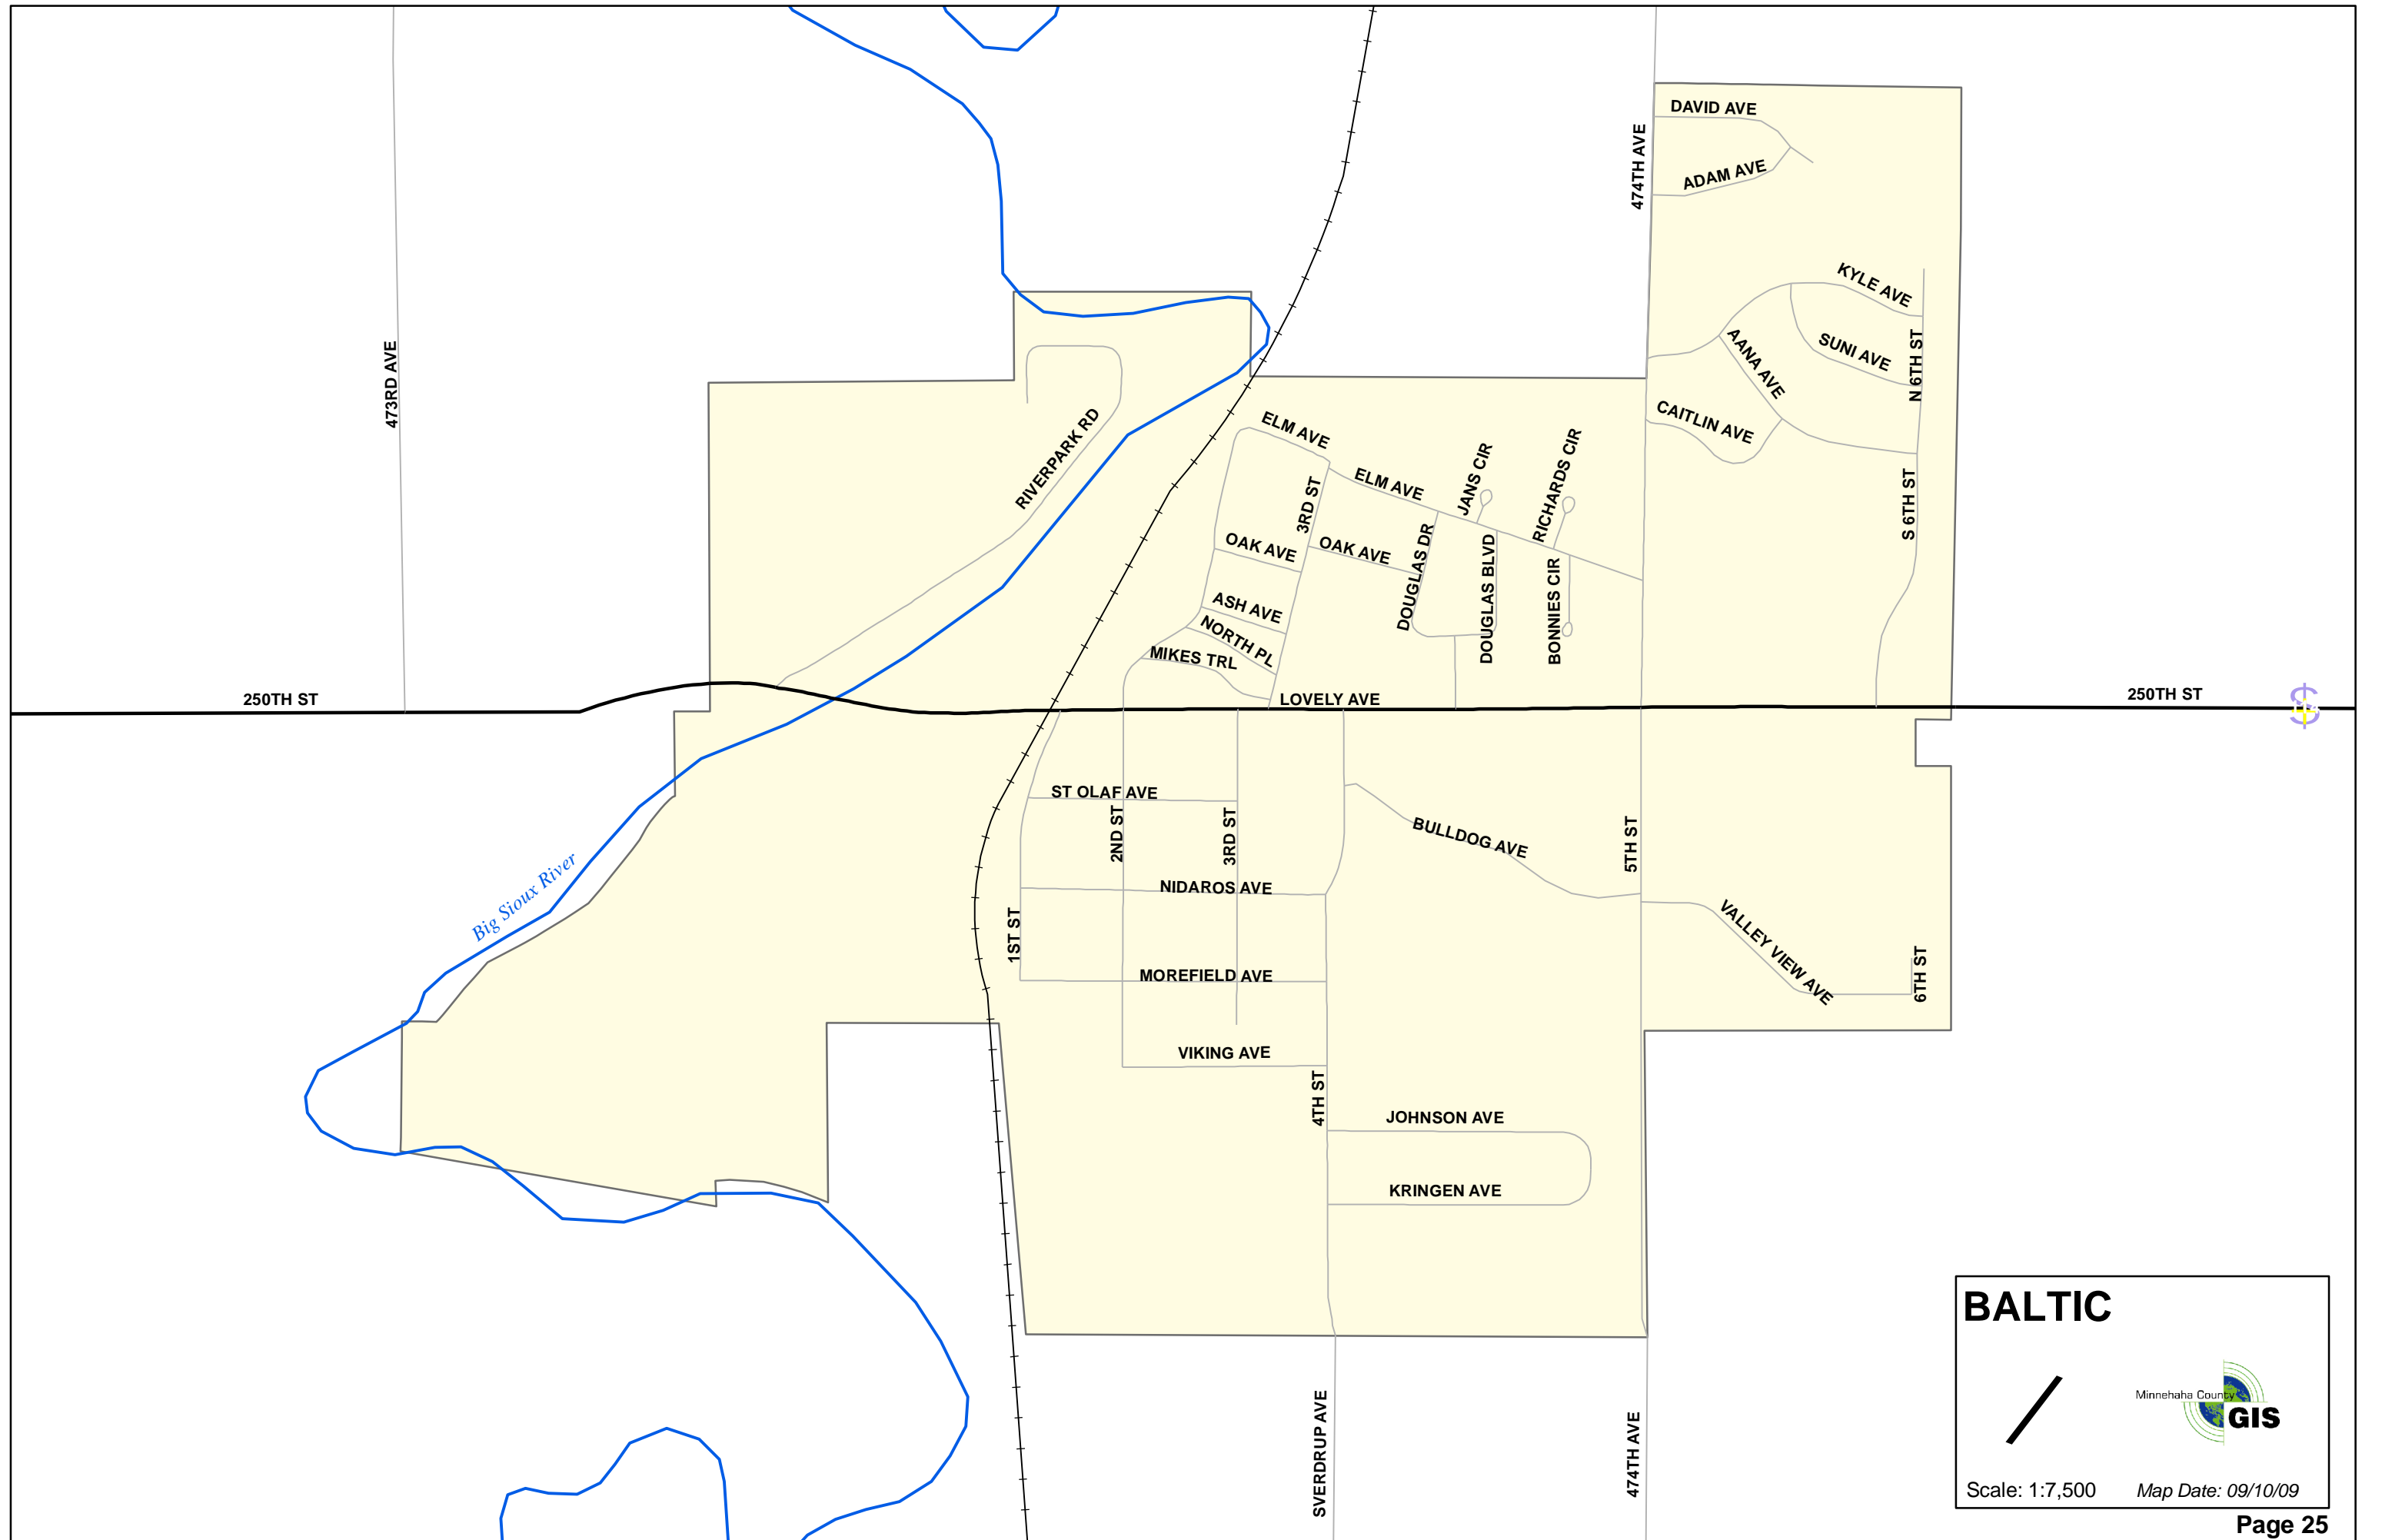 DAVID AVE
474TH AVE
ADAM AVE
KYLE AVE
SUNI AVE
AANA AVE
N 6TH ST
473RD AVE
CAITLIN AVE
RIVERPARK RD
ELM AVE
ELM AVE
JANS CIR
RICHARDS CIR
3RD ST
S 6TH ST
OAK AVE
OAK AVE
DOUGLAS DR
DOUGLAS BLVD
BONNIES CIR
ASH AVE
NORTH PL
MIKES TRL
250TH ST
LOVELY AVE
250TH ST
ST OLAF AVE
2ND ST
3RD ST
BULLDOG AVE
5TH ST
Big Sioux River
NIDAROS AVE
1ST ST
VALLEY VIEW AVE
6TH ST
MOREFIELD AVE
VIKING AVE
4TH ST
JOHNSON AVE
KRINGEN AVE
SVERDRUP AVE
474TH AVE
BALTIC
Minnehaha County
GIS
Scale: 1:7,500
Map Date: 09/10/09
Page 25